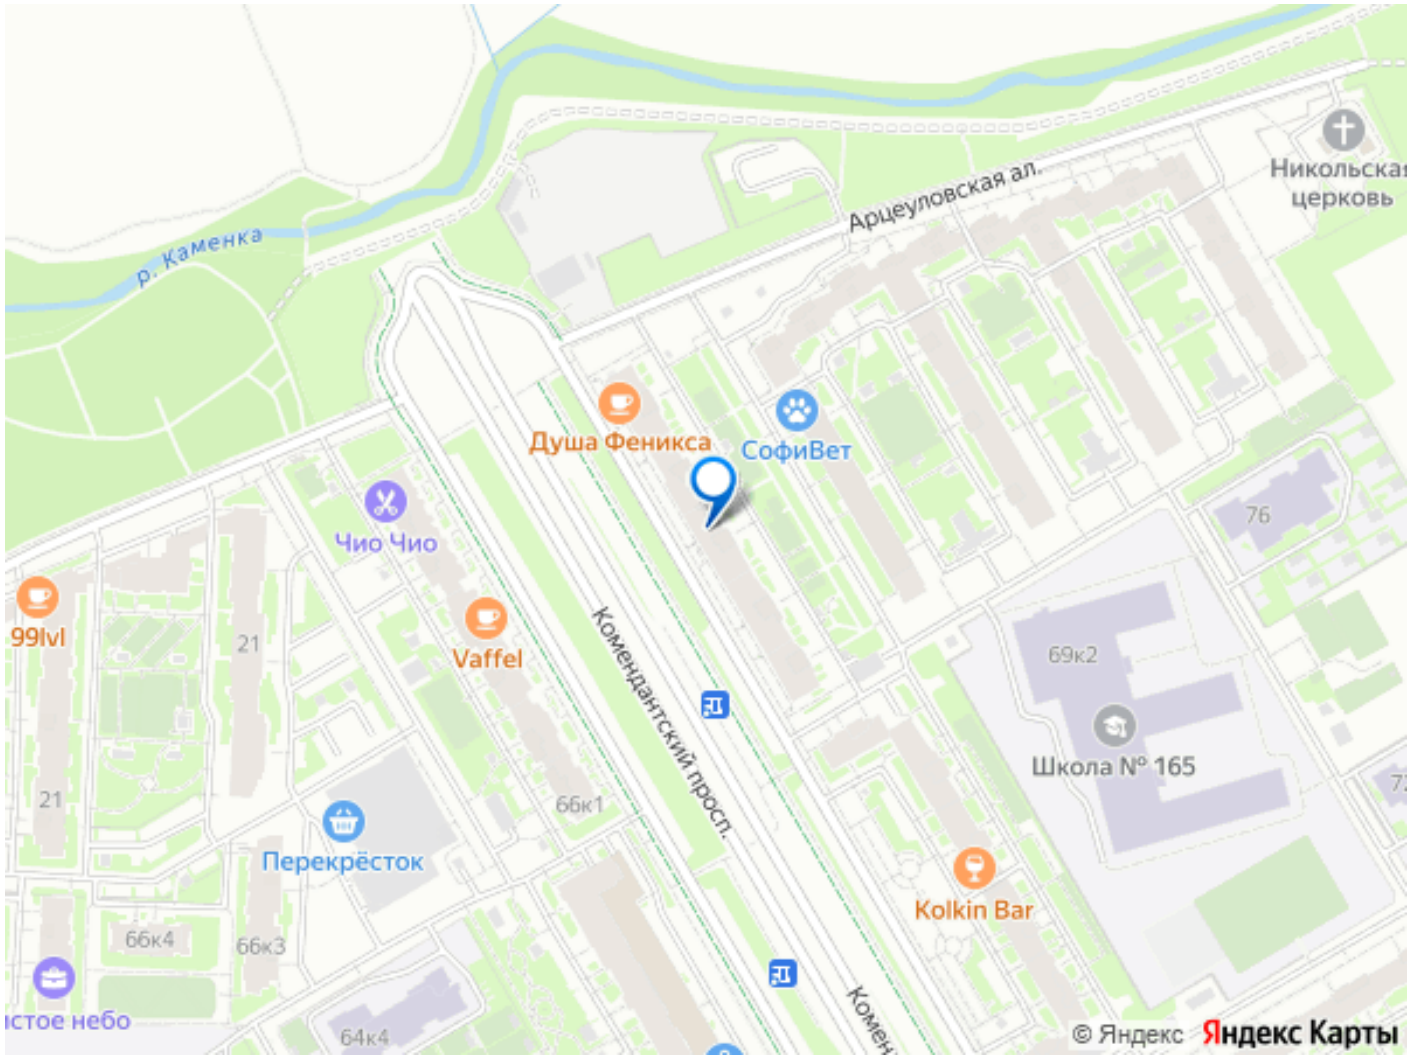 Никольская
церковь
Арцеуловская ал.
р. Каменка
Душа Феникса
СофиВет
Чио Чио
76
99lvl
21
Vaffel
Комендантский просп.
69к2
Школа № 165
21
66к1
72
Перекрёсток
Kolkin Bar
66к4
66к3
стое небо
64к4
Комен
© Яндекс Яндекс Карты